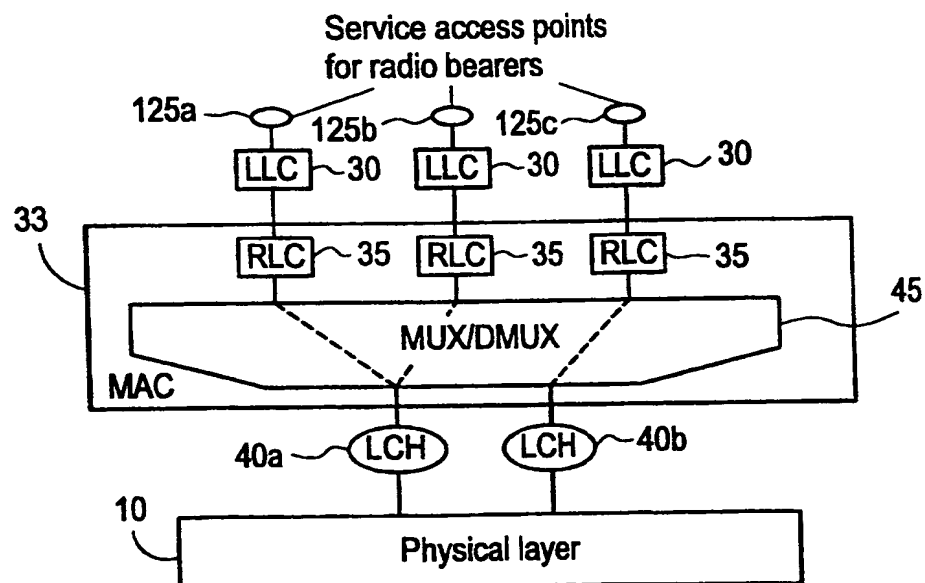 Service access points
for radio bearers
125a
125b
125c
LLC
30
LLC
30
LLC
30
33
RLC
35
RLC
35
RLC
35
45
MUX/DMUX
MAC
40a
LCH
LCH
40b
10
Physical layer